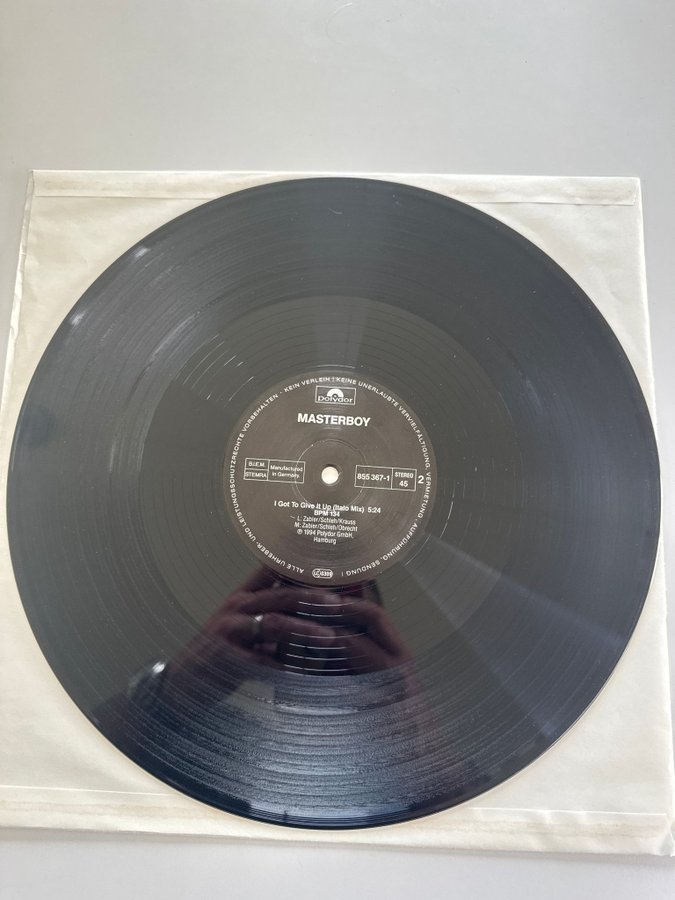 ALLE URHEBER- UND LEISTUNGSSCHUTZRECHTE VORBEHALTEN - KEIN VERLEIH ! KEINE UNERLAUBTE VERVIELFÄLTIGUNG, VERMIETUNG, AUFFÜHRUNG, SENDUNG !
Polydor
MASTERBOY
B.I.E.M.
STEMRA
Manufactured
in Germany
855 367-1
STEREO
45
2
I Got To Give It Up (Italo Mix) 5:24
BPM 134
L: Zabler/Schleh/Krauss
M: Zabler/Schleh/Obrecht
℗ 1994 Polydor GmbH,
Hamburg
LC 0309